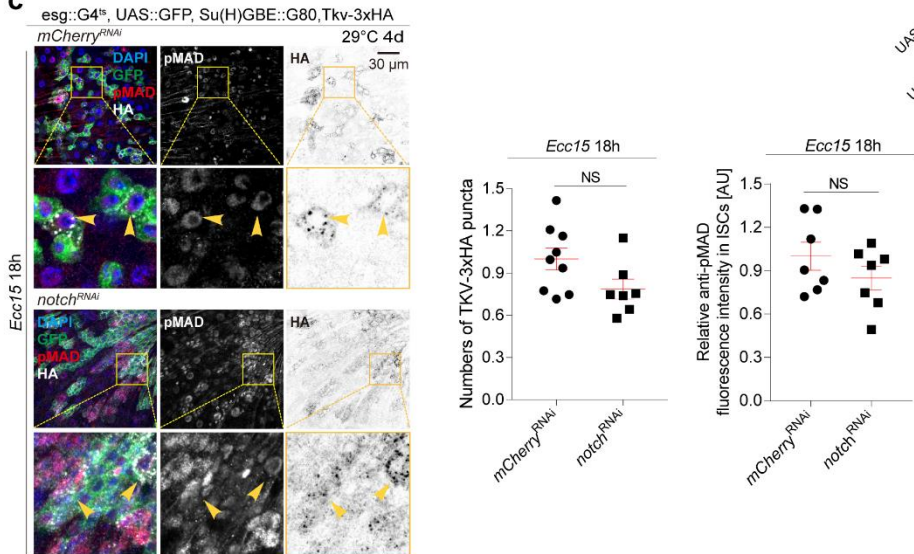 c
esg::G4ts, UAS::GFP, Su(H)GBE::G80,Tkv-3xHA
mCherryRNAi
29°C 4d
DAPI
GFP
pMAD
HA
pMAD
HA
30 µm
Ecc15 18h
notchRNAi
DAPI
GFP
pMAD
HA
pMAD
HA
Ecc15 18h
NS
Numbers of TKV-3xHA puncta
1.5
1.2
0.9
0.6
0.3
0.0
mCherryRNAi
notchRNAi
Ecc15 18h
NS
Relative anti-pMAD
fluorescence intensity in ISCs [AU]
1.5
1.2
0.9
0.6
0.3
0.0
mCherryRNAi
notchRNAi
UAS